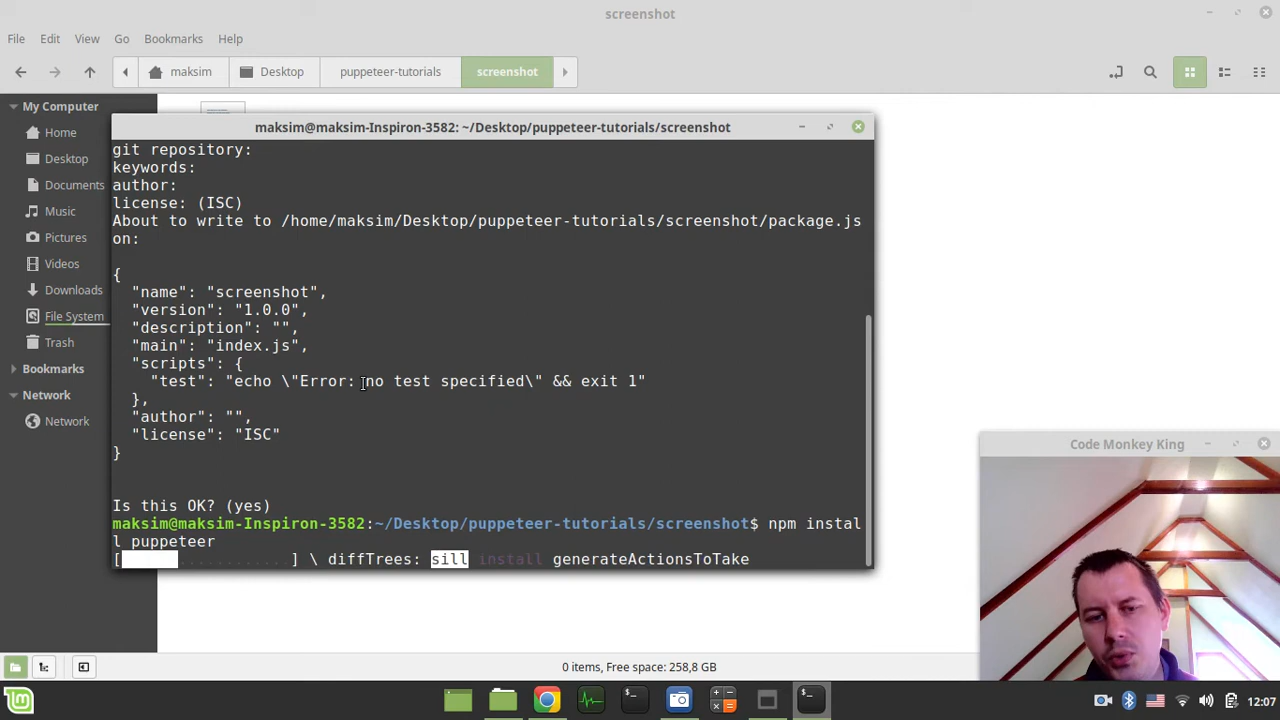 screenshot
File Edit View Go Bookmarks Help
maksim Desktop puppeteer-tutorials screenshot
My Computer
Home
Desktop
Documents
Music
Pictures
Videos
Downloads
File System
Trash
Bookmarks
Network
Network
maksim@maksim-Inspiron-3582: ~/Desktop/puppeteer-tutorials/screenshot
git repository:
keywords:
author:
license: (ISC)
About to write to /home/maksim/Desktop/puppeteer-tutorials/screenshot/package.js
on:
{
"name": "screenshot",
"version": "1.0.0",
"description": "",
"main": "index.js",
"scripts": {
"test": "echo \"Error: no test specified\" && exit 1"
},
"author": "",
"license": "ISC"
}
Is this OK? (yes)
maksim@maksim-Inspiron-3582:~/Desktop/puppeteer-tutorials/screenshot$ npm instal
l puppeteer
[ ............] \ diffTrees: sill install generateActionsToTake
Code Monkey King
0 items, Free space: 258,8 GB
12:07